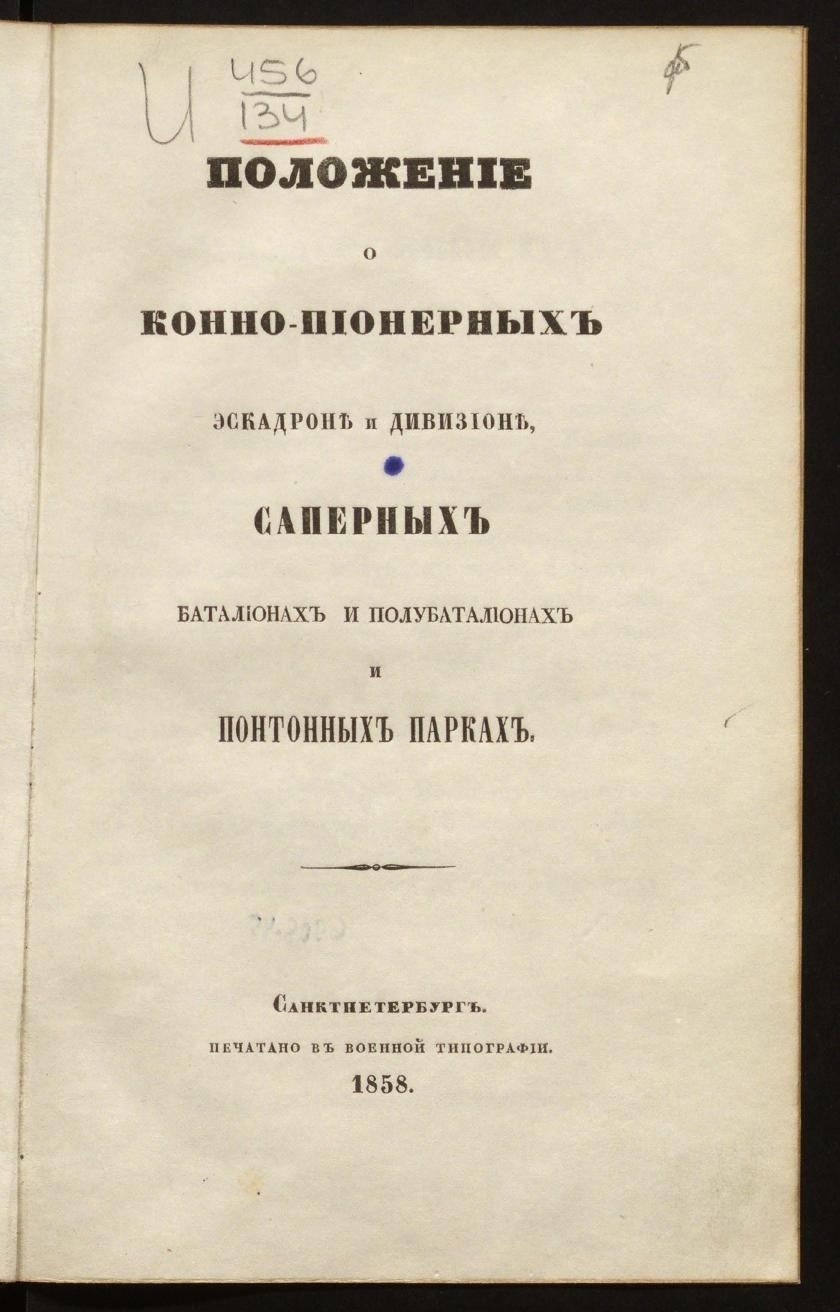 И 456
134
ПОЛОЖЕНІЕ
О
КОННО-ПІОНЕРНЫХЪ
ЭСКАДРОНѢ и ДИВИЗІОНѢ,
САПЕРНЫХЪ
БАТАЛІОНАХЪ И ПОЛУБАТАЛІОНАХЪ
И
ПОНТОННЫХЪ ПАРКАХЪ.
Санктпетербургъ.
ПЕЧАТАНО ВЪ ВОЕННОЙ ТИПОГРАФІИ.
1858.